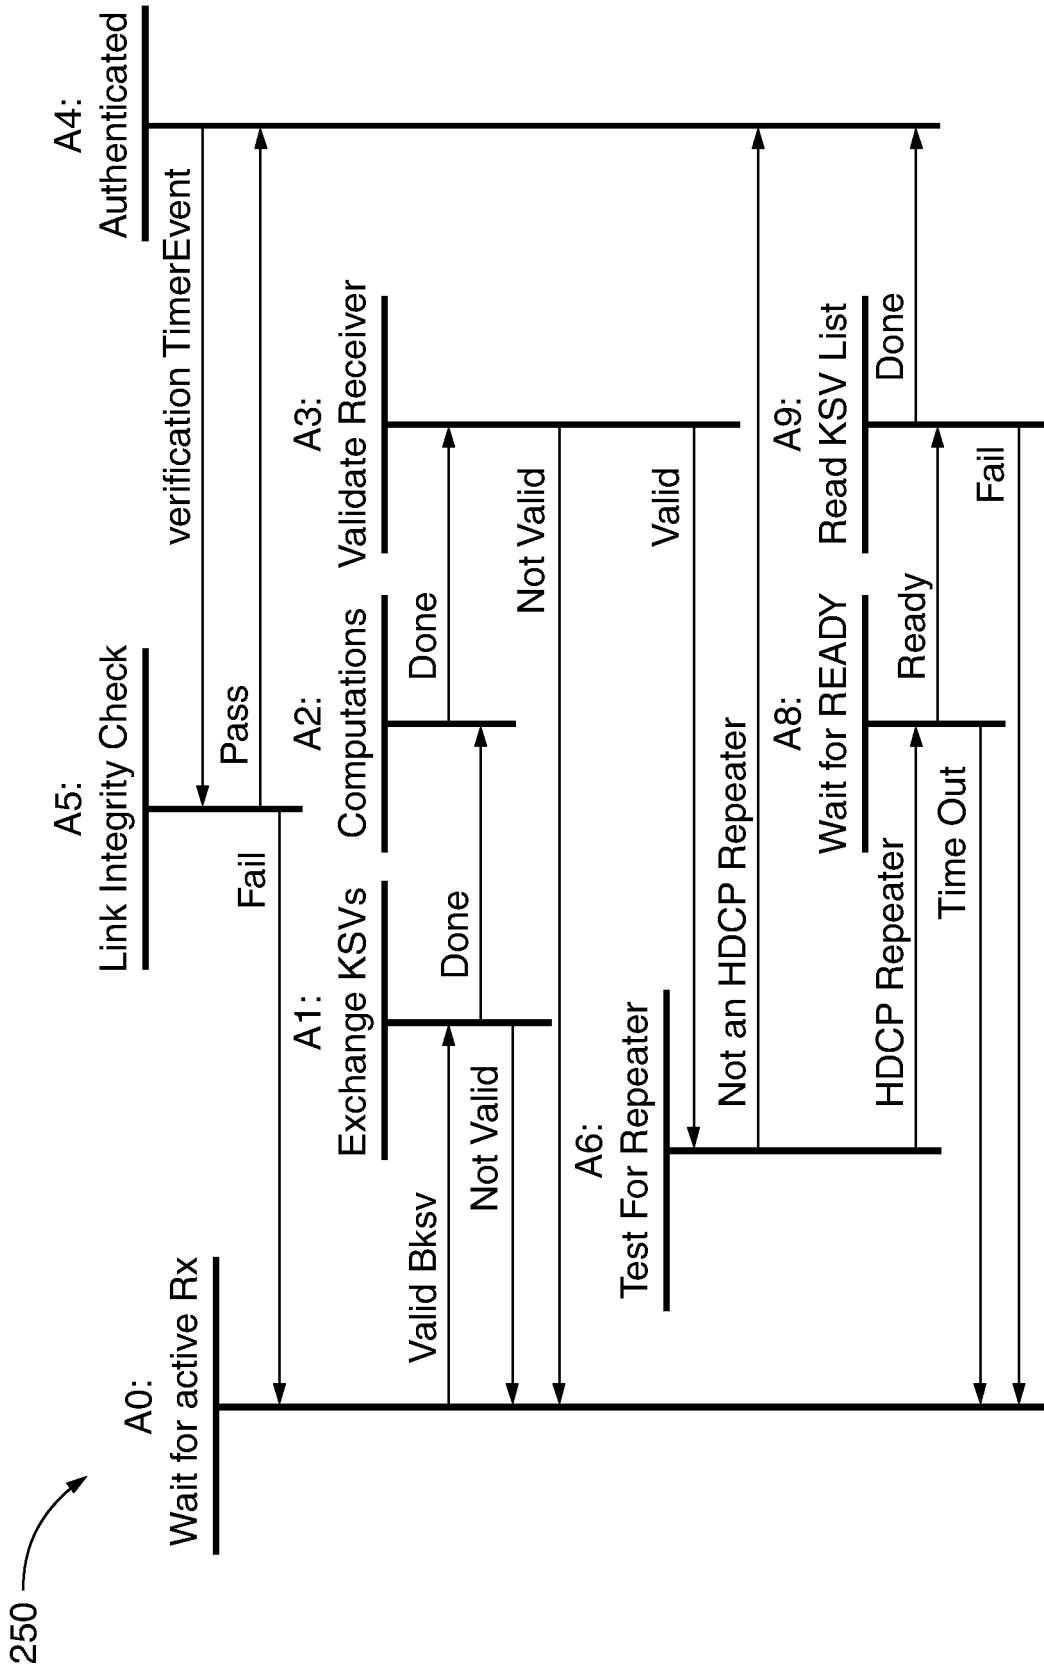 250
A0:
Wait for active Rx
A5:
Link Integrity Check
A4:
Authenticated
verification TimerEvent
Pass
Fail
A1:
Exchange KSVs
A2:
Computations
A3:
Validate Receiver
Valid Bksv
Done
Done
Not Valid
Not Valid
A6:
Test For Repeater
Valid
Not an HDCP Repeater
A8:
Wait for READY
A9:
Read KSV List
HDCP Repeater
Ready
Done
Time Out
Fail